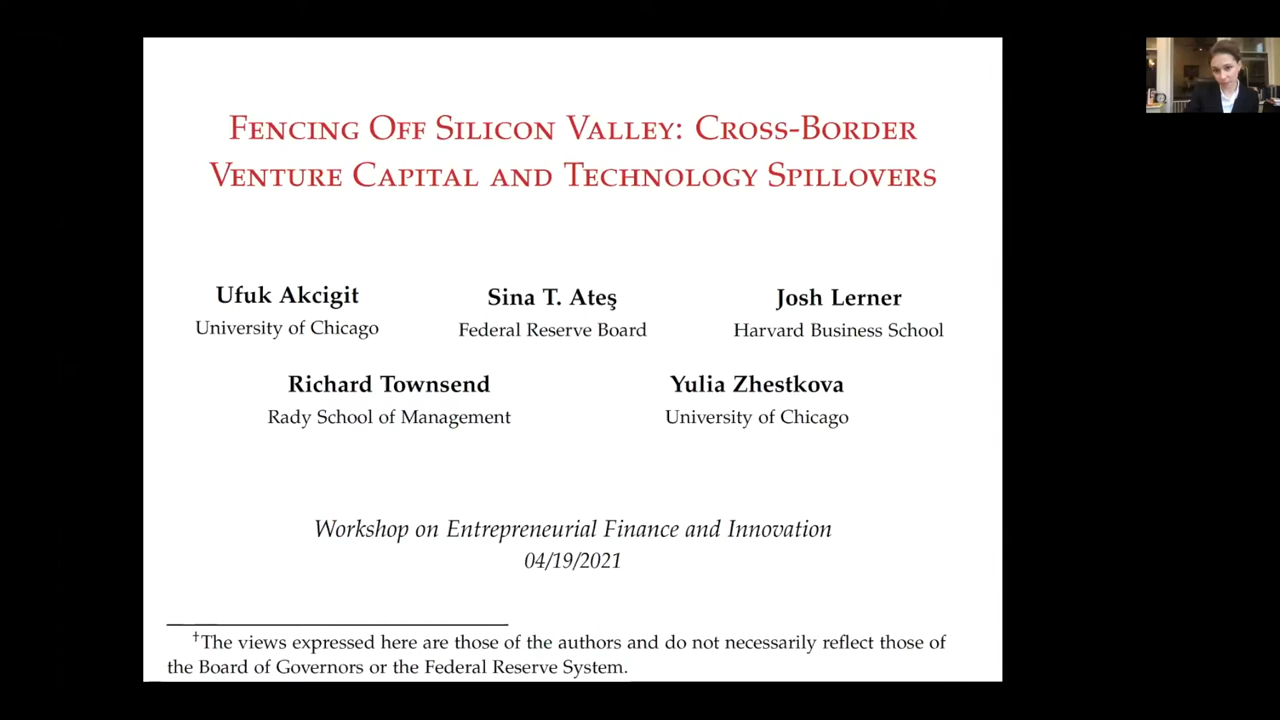 Fencing Off Silicon Valley: Cross-Border
Venture Capital and Technology Spillovers
Ufuk Akcigit
University of Chicago
Sina T. Ateş
Federal Reserve Board
Josh Lerner
Harvard Business School
Richard Townsend
Rady School of Management
Yulia Zhestkova
University of Chicago
Workshop on Entrepreneurial Finance and Innovation
04/19/2021
†The views expressed here are those of the authors and do not necessarily reflect those of
the Board of Governors or the Federal Reserve System.